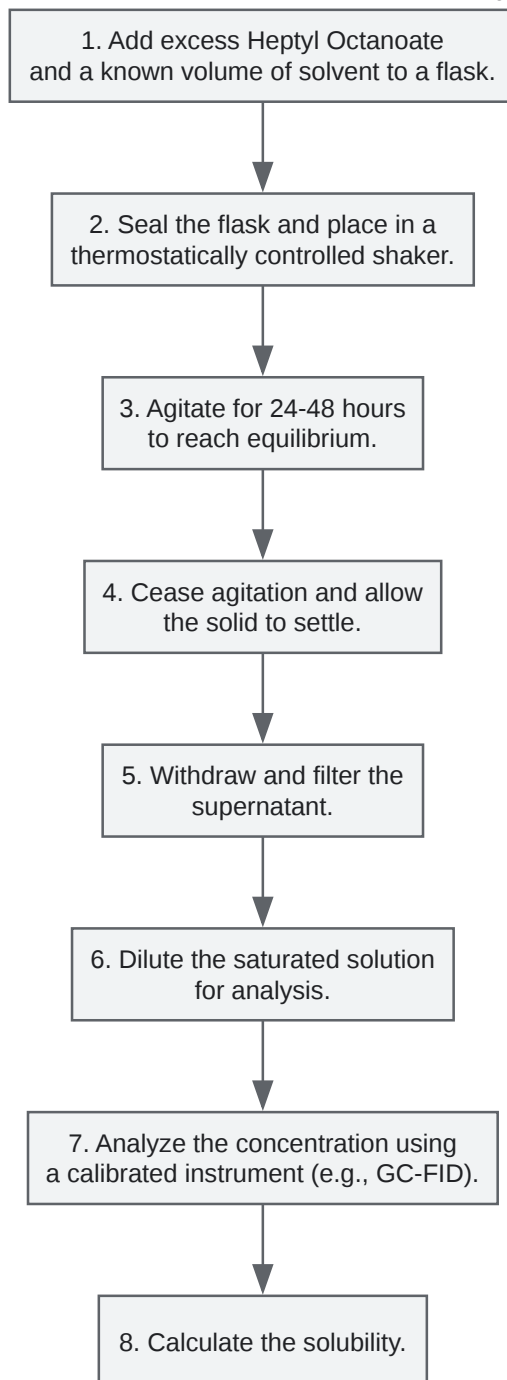 1. Add excess Heptyl Octanoate
and a known volume of solvent to a flask.
2. Seal the flask and place in a
thermostatically controlled shaker.
3. Agitate for 24-48 hours
to reach equilibrium.
4. Cease agitation and allow
the solid to settle.
5. Withdraw and filter the
supernatant.
6. Dilute the saturated solution
for analysis.
7. Analyze the concentration using
a calibrated instrument (e.g., GC-FID).
8. Calculate the solubility.